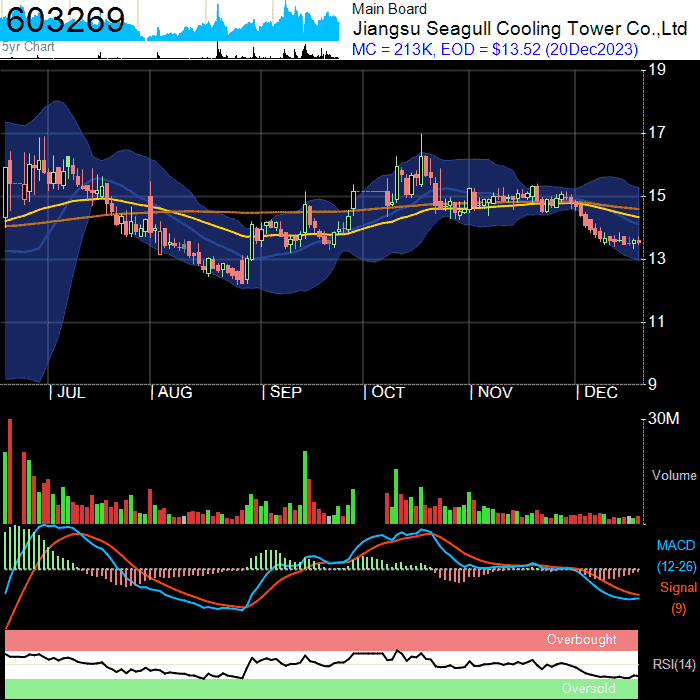 603269
5yr Chart
Main Board
Jiangsu Seagull Cooling Tower Co.,Ltd
MC = 213K, EOD = $13.52 (20Dec2023)
19
17
15
13
11
9
| JUL | AUG | SEP | OCT | NOV | DEC
30M
Volume
MACD
(12-26)
Signal
(9)
Overbought
RSI(14)
Oversold